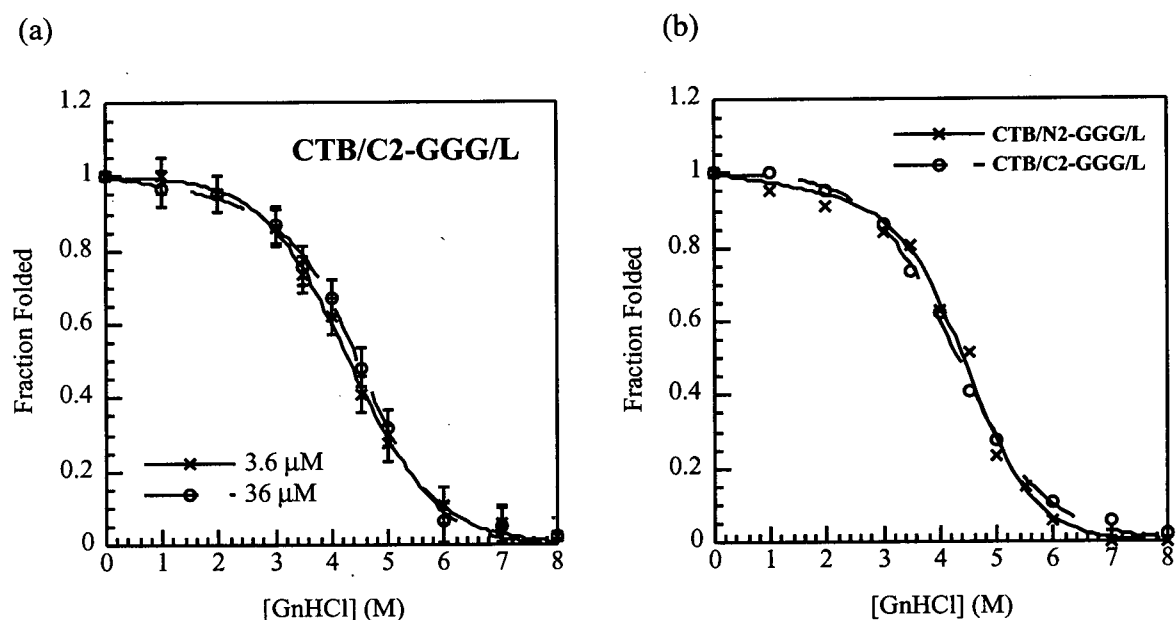 (a)
1.2
1
0.8
0.6
0.4
0.2
0
Fraction Folded
CTB/C2-GGG/L
3.6 µM
36 µM
0 1 2 3 4 5 6 7 8
[GnHCl] (M)
(b)
1.2
1
0.8
0.6
0.4
0.2
0
Fraction Folded
CTB/N2-GGG/L
CTB/C2-GGG/L
0 1 2 3 4 5 6 7 8
[GnHCl] (M)